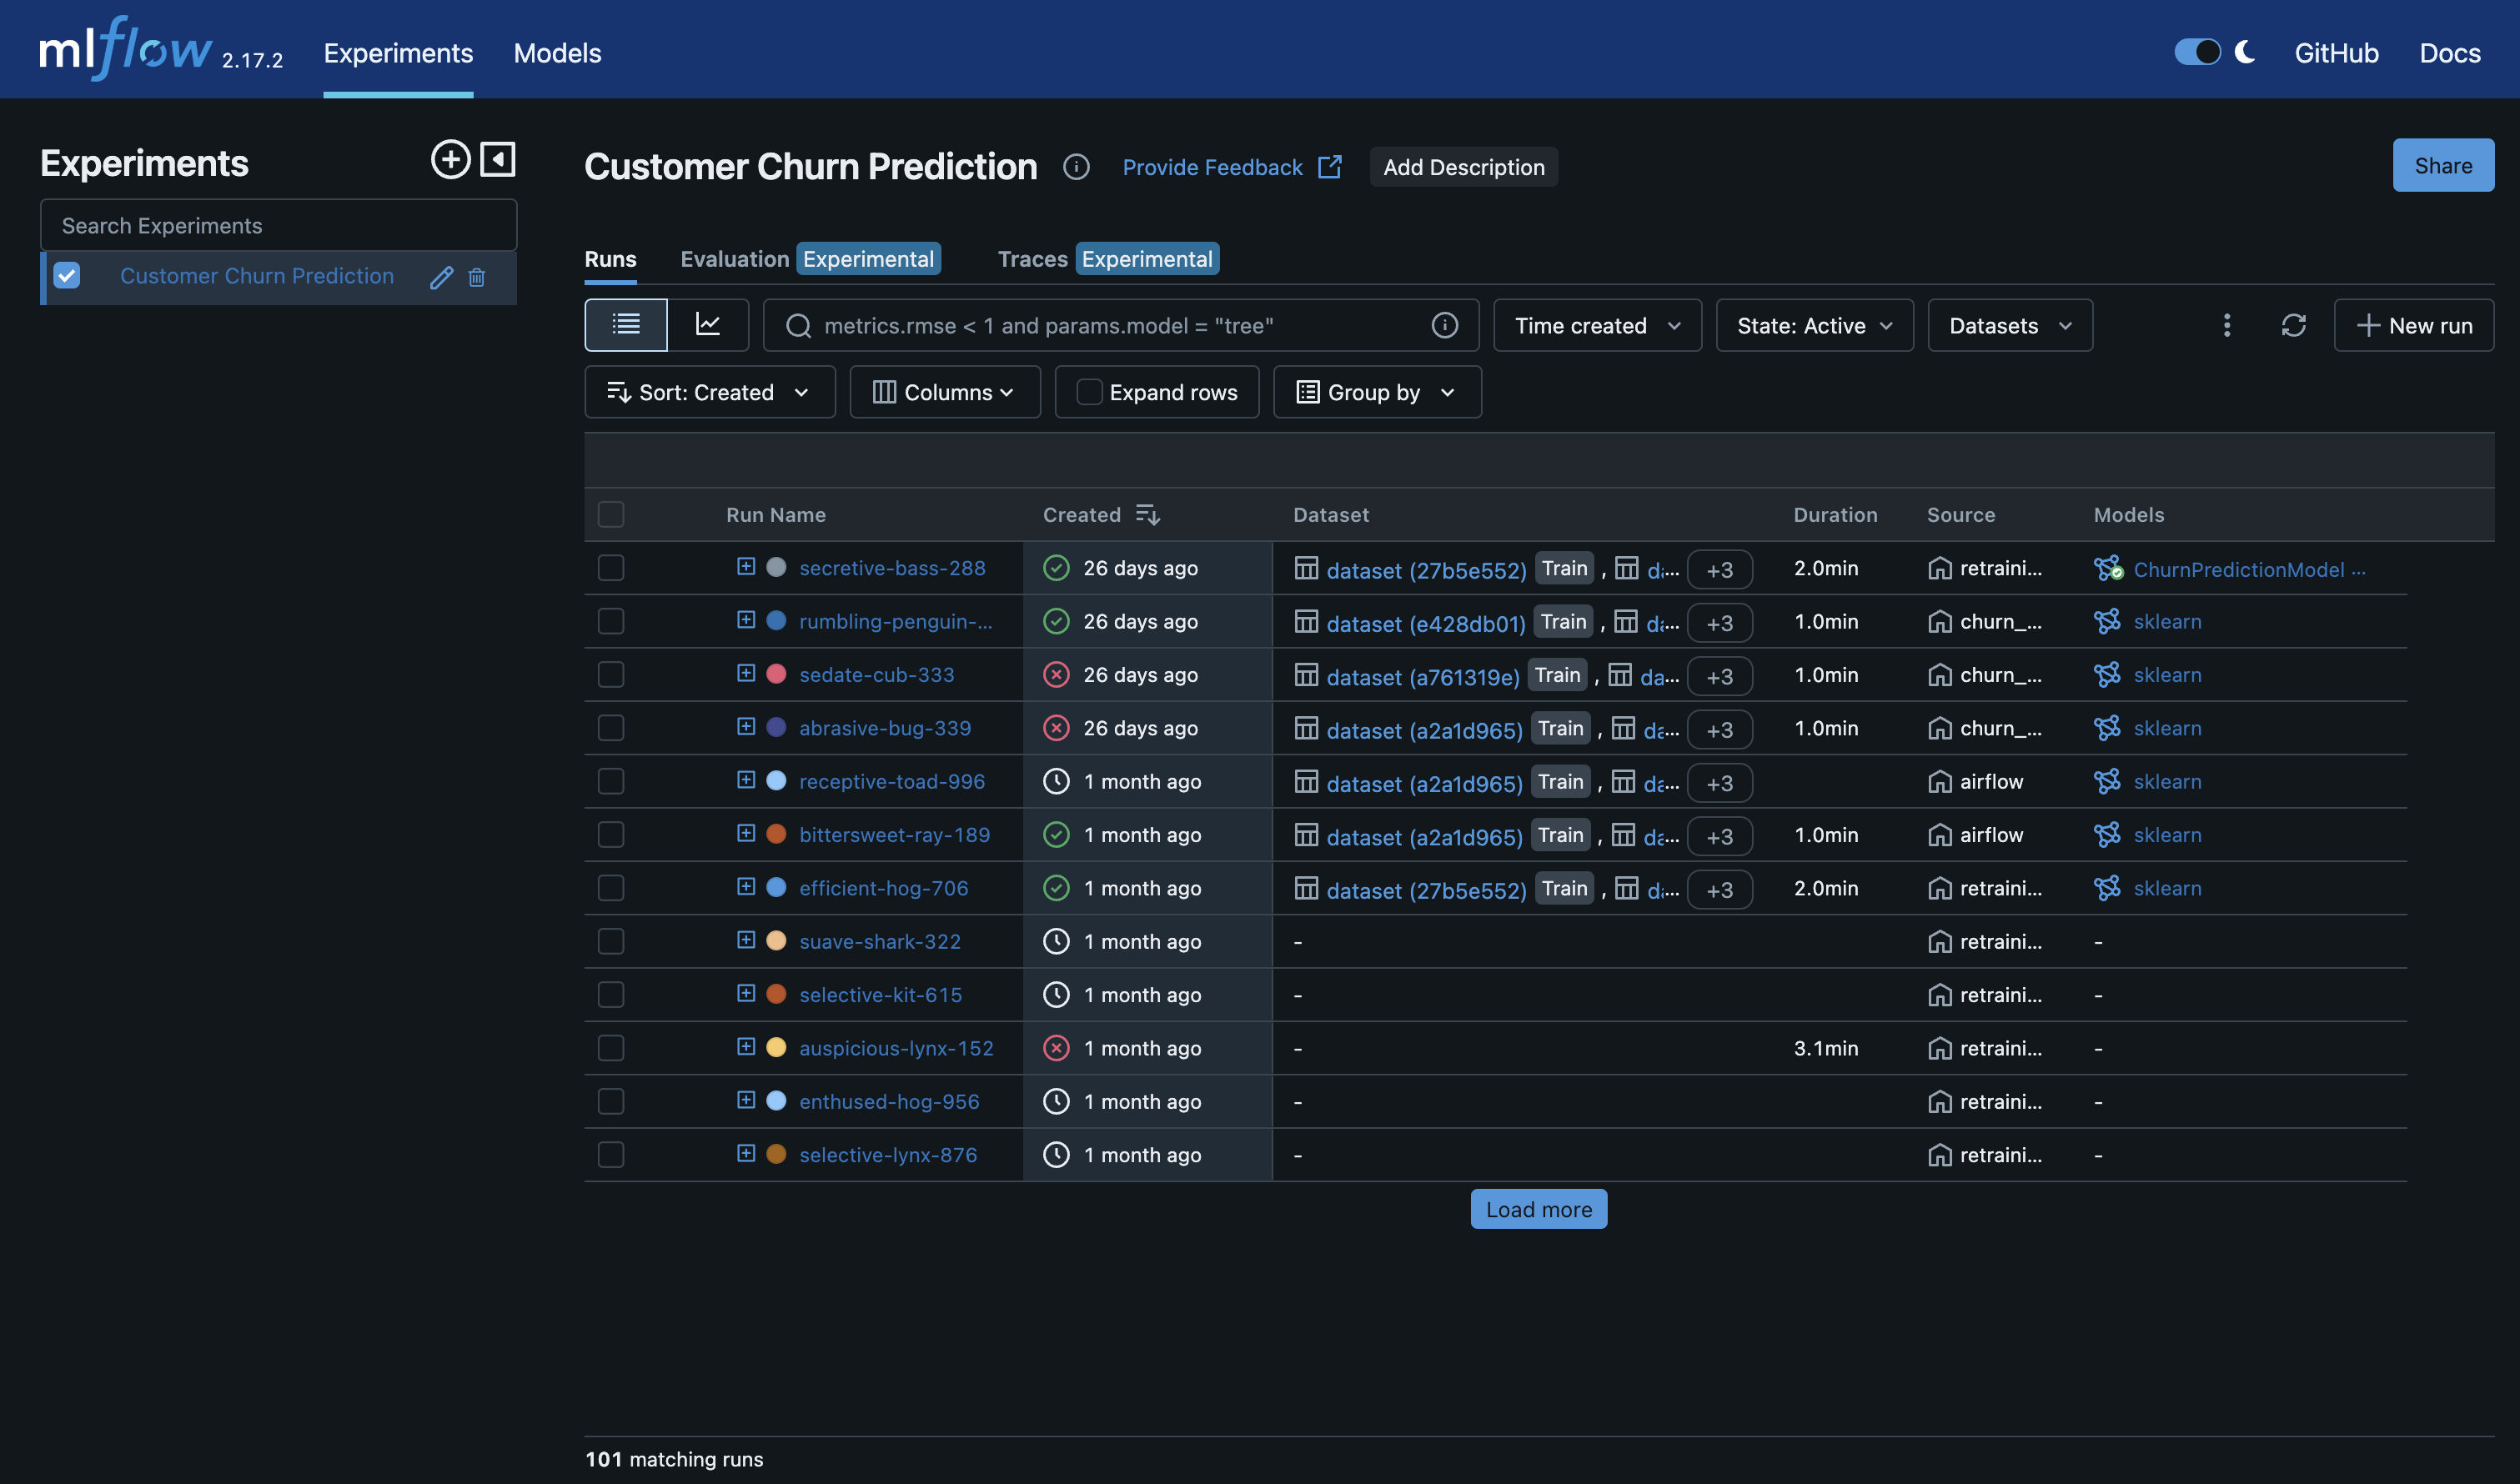 mlflow 2.17.2 Experiments Models GitHub Docs
Experiments
Search Experiments
Customer Churn Prediction
Customer Churn Prediction Provide Feedback Add Description Share
Runs Evaluation Experimental Traces Experimental
metrics.rmse < 1 and params.model = "tree" Time created State: Active Datasets New run
Sort: Created Columns Expand rows Group by
Run Name Created Dataset Duration Source Models
secretive-bass-288 26 days ago dataset (27b5e552) Train , da... +3 2.0min retraini... ChurnPredictionModel ...
rumbling-penguin-... 26 days ago dataset (e428db01) Train , da... +3 1.0min churn_... sklearn
sedate-cub-333 26 days ago dataset (a761319e) Train , da... +3 1.0min churn_... sklearn
abrasive-bug-339 26 days ago dataset (a2a1d965) Train , da... +3 1.0min churn_... sklearn
receptive-toad-996 1 month ago dataset (a2a1d965) Train , da... +3 airflow sklearn
bittersweet-ray-189 1 month ago dataset (a2a1d965) Train , da... +3 1.0min airflow sklearn
efficient-hog-706 1 month ago dataset (27b5e552) Train , da... +3 2.0min retraini... sklearn
suave-shark-322 1 month ago - retraini... -
selective-kit-615 1 month ago - retraini... -
auspicious-lynx-152 1 month ago - 3.1min retraini... -
enthused-hog-956 1 month ago - retraini... -
selective-lynx-876 1 month ago - retraini... -
Load more
101 matching runs